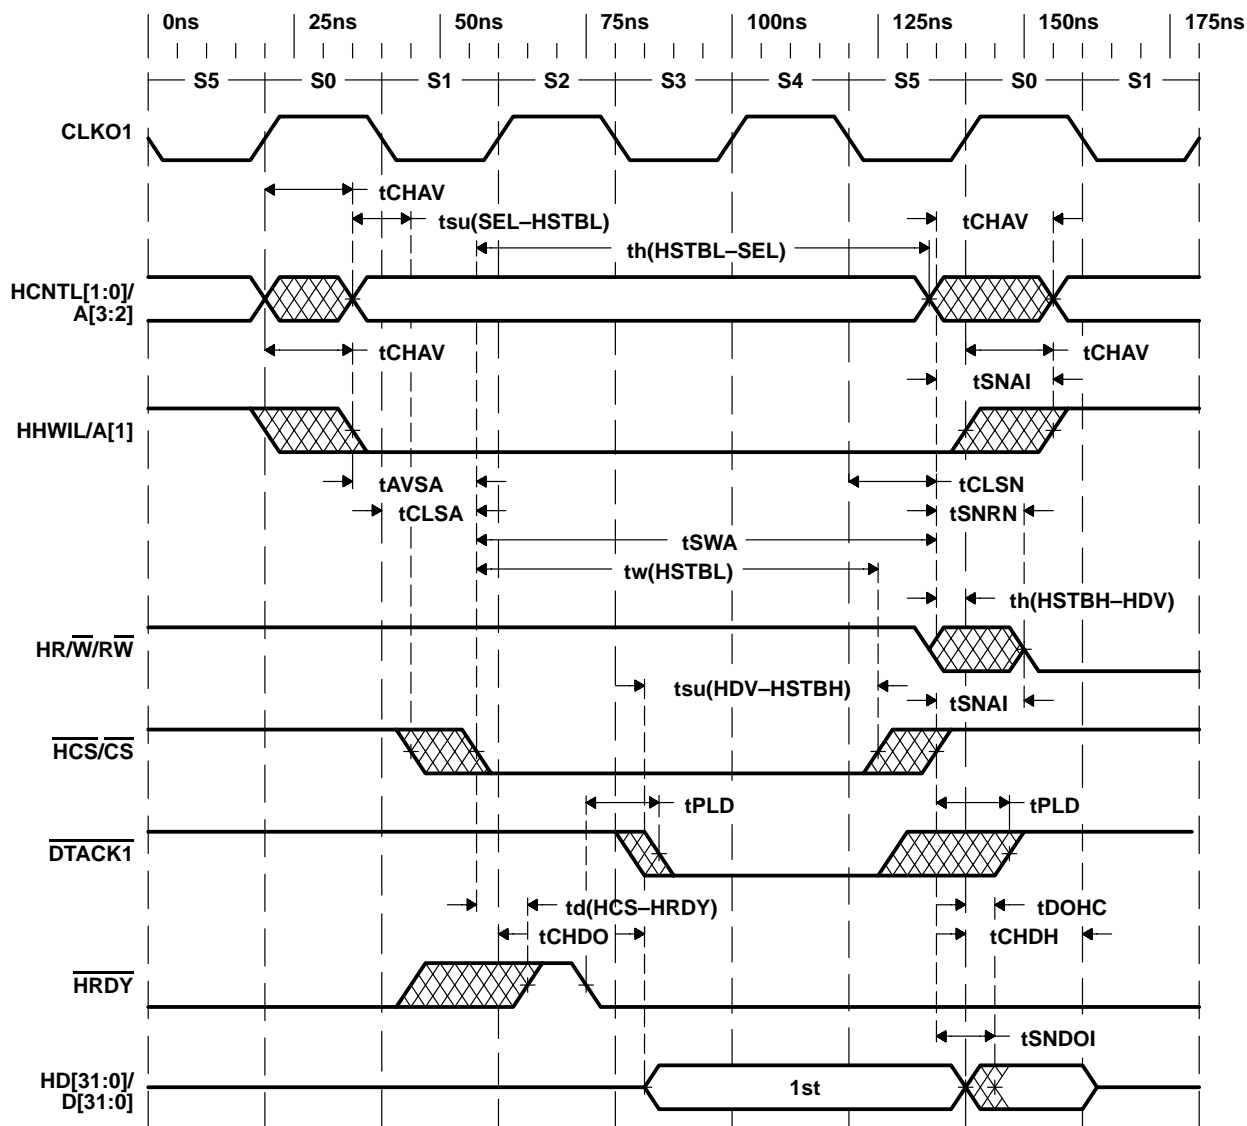 0ns 25ns 50ns 75ns 100ns 125ns 150ns 175ns
S5 S0 S1 S2 S3 S4 S5 S0 S1
CLKO1
tCHAV
tsu(SEL–HSTBL) tCHAV
th(HSTBL–SEL)
HCNTL[1:0]/
A[3:2]
tCHAV tCHAV
tSNAI
HHWIL/A[1]
tAVSA tCLSN
tCLSA tSNRN
tSWA
tw(HSTBL)
th(HSTBH–HDV)
HR/W/RW
tsu(HDV–HSTBH)
tSNAI
HCS/CS
tPLD tPLD
DTACK1
td(HCS–HRDY) tDOHC
tCHDO tCHDH
HRDY
tSNDOI
HD[31:0]/
D[31:0]
1st